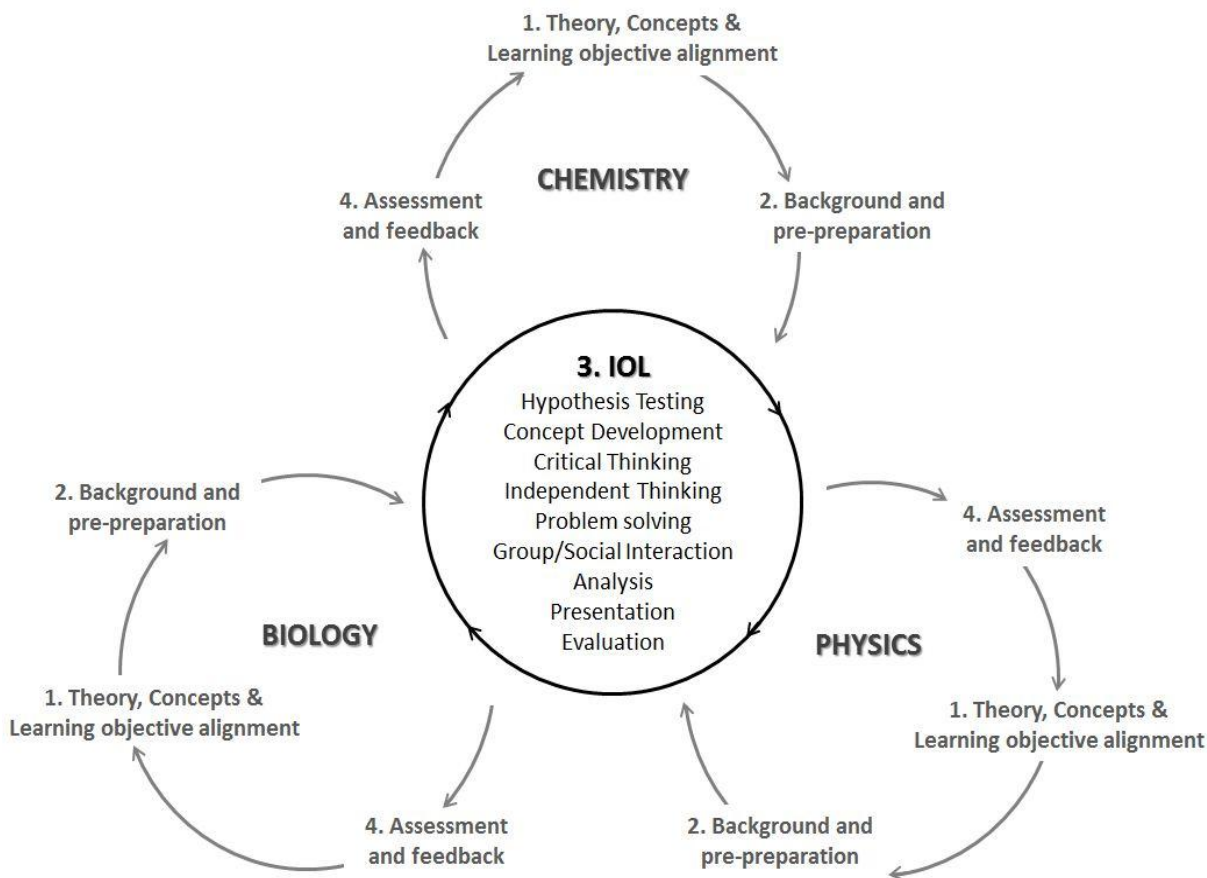 1. Theory, Concepts &
Learning objective alignment
CHEMISTRY
4. Assessment
and feedback
2. Background and
pre-preparation
3. IOL
Hypothesis Testing
Concept Development
Critical Thinking
Independent Thinking
Problem solving
Group/Social Interaction
Analysis
Presentation
Evaluation
2. Background and
pre-preparation
BIOLOGY
1. Theory, Concepts &
Learning objective alignment
4. Assessment
and feedback
4. Assessment
and feedback
PHYSICS
1. Theory, Concepts &
Learning objective alignment
2. Background and
pre-preparation